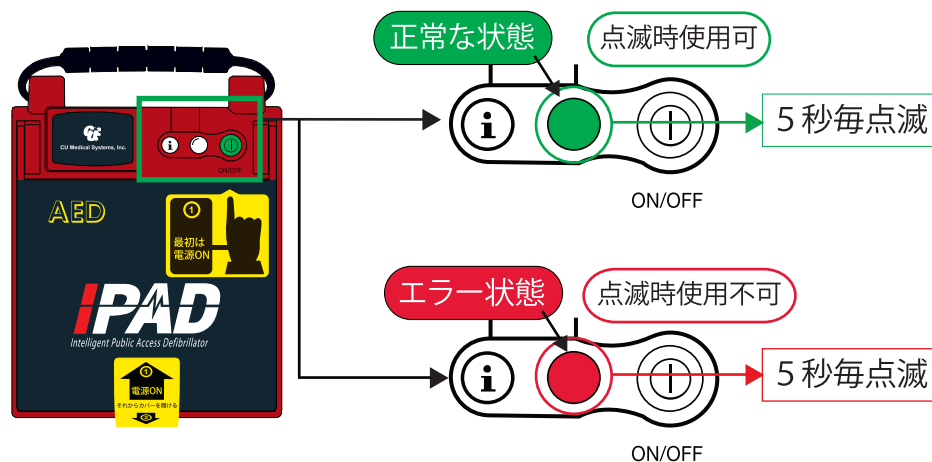 CU Medical Systems, Inc.
i
ON/OFF
AED
1
最初は
電源ON
iPAD
Intelligent Public Access Defibrillator
1
電源ON
それからカバーを開ける
2
正常な状態
点滅時使用可
i
5秒毎点滅
ON/OFF
エラー状態
点滅時使用不可
i
5秒毎点滅
ON/OFF